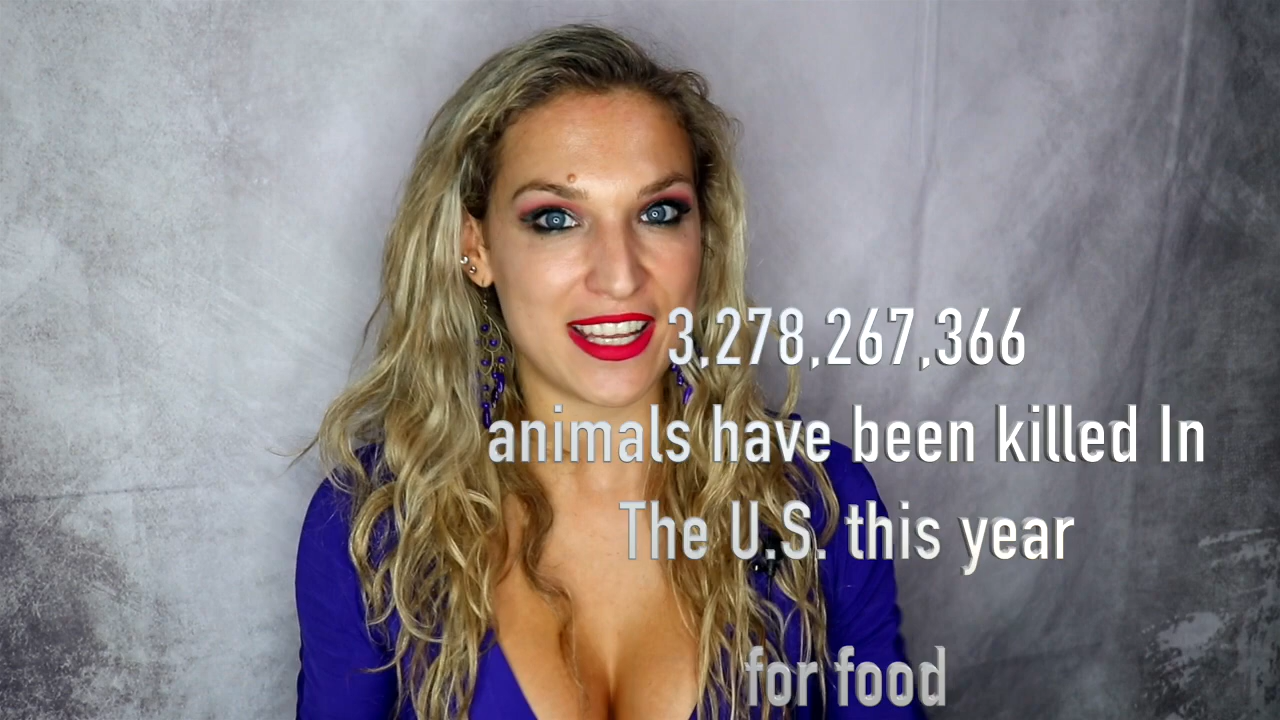 3,278,267,366
animals have been killed In
The U.S. this year
for food